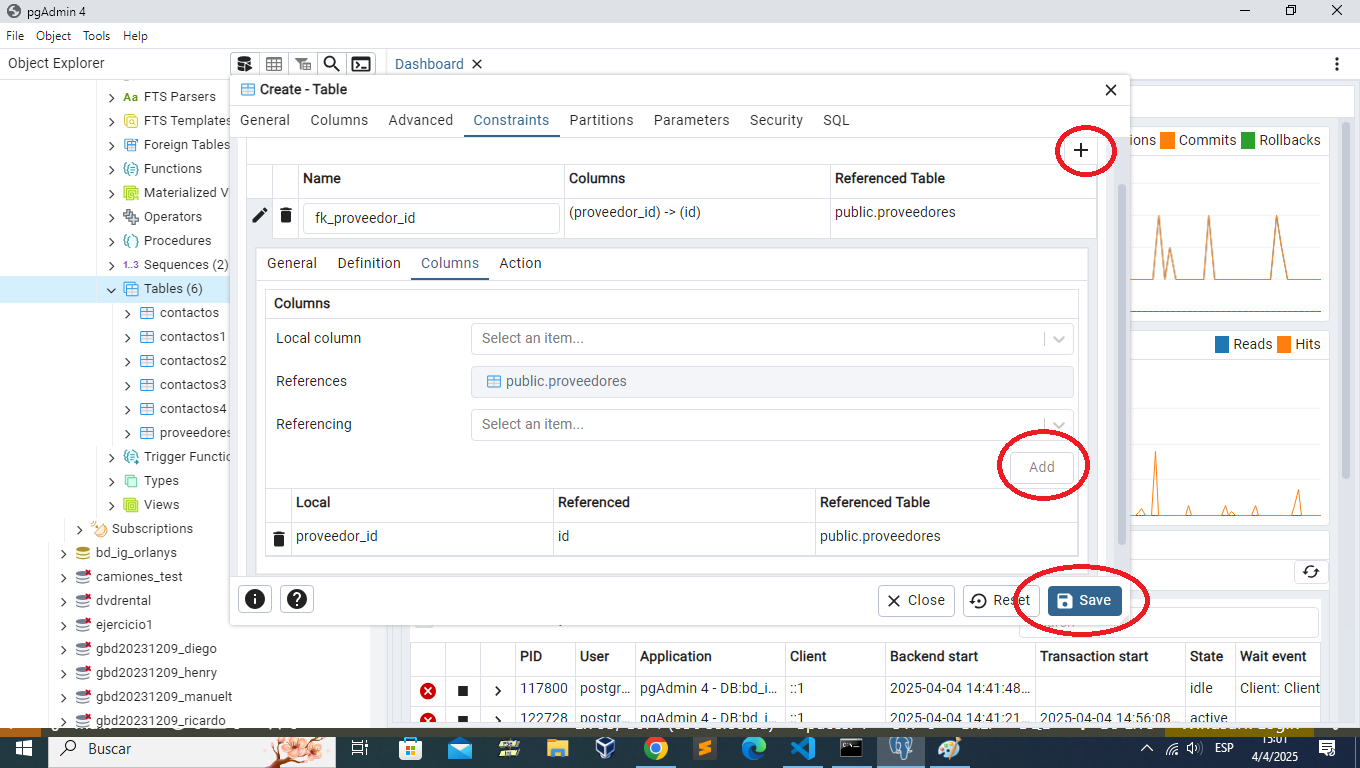 pgAdmin 4
File Object Tools Help
Object Explorer
Dashboard
Aa FTS Parsers
FTS Templates
Foreign Tables
Functions
Materialized V
Operators
Procedures
1..3 Sequences (2)
Tables (6)
contactos
contactos1
contactos2
contactos3
contactos4
proveedores
Trigger Functio
Types
Views
Subscriptions
bd_ig_orlanys
camiones_test
dvdrental
ejercicio1
gbd20231209_diego
gbd20231209_henry
gbd20231209_manuelt
gbd20231209_ricardo
Create - Table
General Columns Advanced Constraints Partitions Parameters Security SQL
Name Columns Referenced Table
fk_proveedor_id (proveedor_id) -> (id) public.proveedores
General Definition Columns Action
Columns
Local column Select an item...
References public.proveedores
Referencing Select an item...
Add
Local Referenced Referenced Table
proveedor_id id public.proveedores
Close Reset Save
ions Commits Rollbacks
Reads Hits
PID User Application Client Backend start Transaction start State Wait event
117800 postgr... pgAdmin 4 - DB:bd_i... ::1 2025-04-04 14:41:48... idle Client: Client
122728 postgr... pgAdmin 4 - DB:bd_i... ::1 2025-04-04 14:41:21... 2025-04-04 14:56:08... active
Buscar
ESP
15:01
4/4/2025